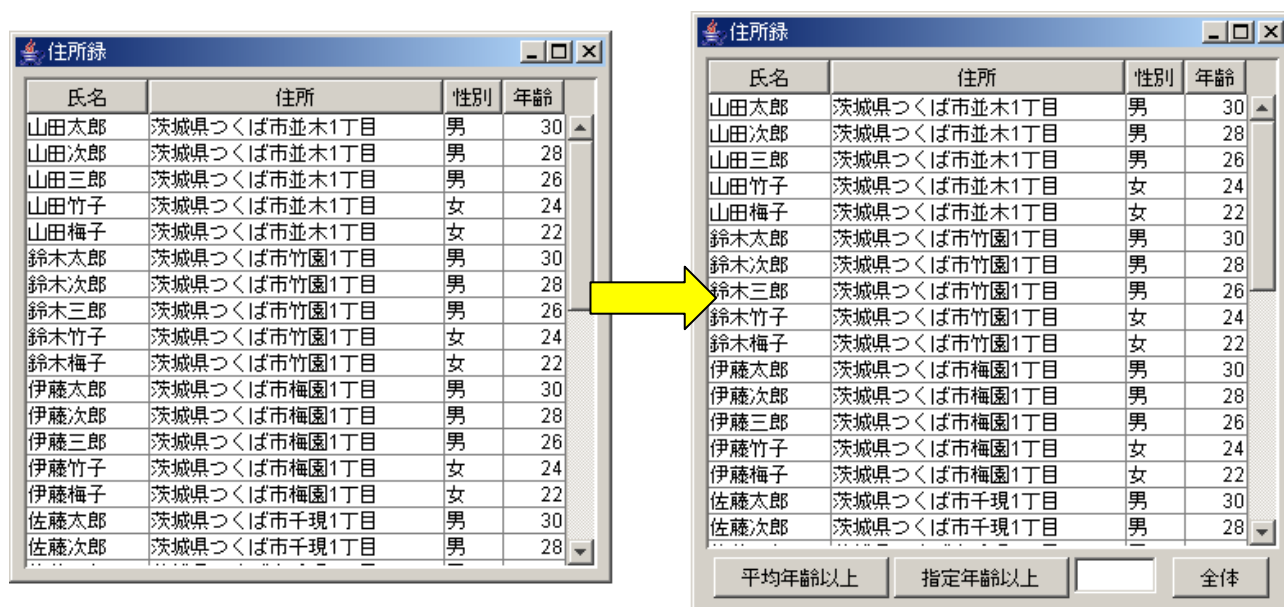 住所録
氏名 住所 性別 年齢
山田太郎 茨城県つくば市並木1丁目 男 30
山田次郎 茨城県つくば市並木1丁目 男 28
山田三郎 茨城県つくば市並木1丁目 男 26
山田竹子 茨城県つくば市並木1丁目 女 24
山田梅子 茨城県つくば市並木1丁目 女 22
鈴木太郎 茨城県つくば市竹園1丁目 男 30
鈴木次郎 茨城県つくば市竹園1丁目 男 28
鈴木三郎 茨城県つくば市竹園1丁目 男 26
鈴木竹子 茨城県つくば市竹園1丁目 女 24
鈴木梅子 茨城県つくば市竹園1丁目 女 22
伊藤太郎 茨城県つくば市梅園1丁目 男 30
伊藤次郎 茨城県つくば市梅園1丁目 男 28
伊藤三郎 茨城県つくば市梅園1丁目 男 26
伊藤竹子 茨城県つくば市梅園1丁目 女 24
伊藤梅子 茨城県つくば市梅園1丁目 女 22
佐藤太郎 茨城県つくば市千現1丁目 男 30
佐藤次郎 茨城県つくば市千現1丁目 男 28
住所録
氏名 住所 性別 年齢
山田太郎 茨城県つくば市並木1丁目 男 30
山田次郎 茨城県つくば市並木1丁目 男 28
山田三郎 茨城県つくば市並木1丁目 男 26
山田竹子 茨城県つくば市並木1丁目 女 24
山田梅子 茨城県つくば市並木1丁目 女 22
鈴木太郎 茨城県つくば市竹園1丁目 男 30
鈴木次郎 茨城県つくば市竹園1丁目 男 28
鈴木三郎 茨城県つくば市竹園1丁目 男 26
鈴木竹子 茨城県つくば市竹園1丁目 女 24
鈴木梅子 茨城県つくば市竹園1丁目 女 22
伊藤太郎 茨城県つくば市梅園1丁目 男 30
伊藤次郎 茨城県つくば市梅園1丁目 男 28
伊藤三郎 茨城県つくば市梅園1丁目 男 26
伊藤竹子 茨城県つくば市梅園1丁目 女 24
伊藤梅子 茨城県つくば市梅園1丁目 女 22
佐藤太郎 茨城県つくば市千現1丁目 男 30
佐藤次郎 茨城県つくば市千現1丁目 男 28
平均年齢以上 指定年齢以上 全体